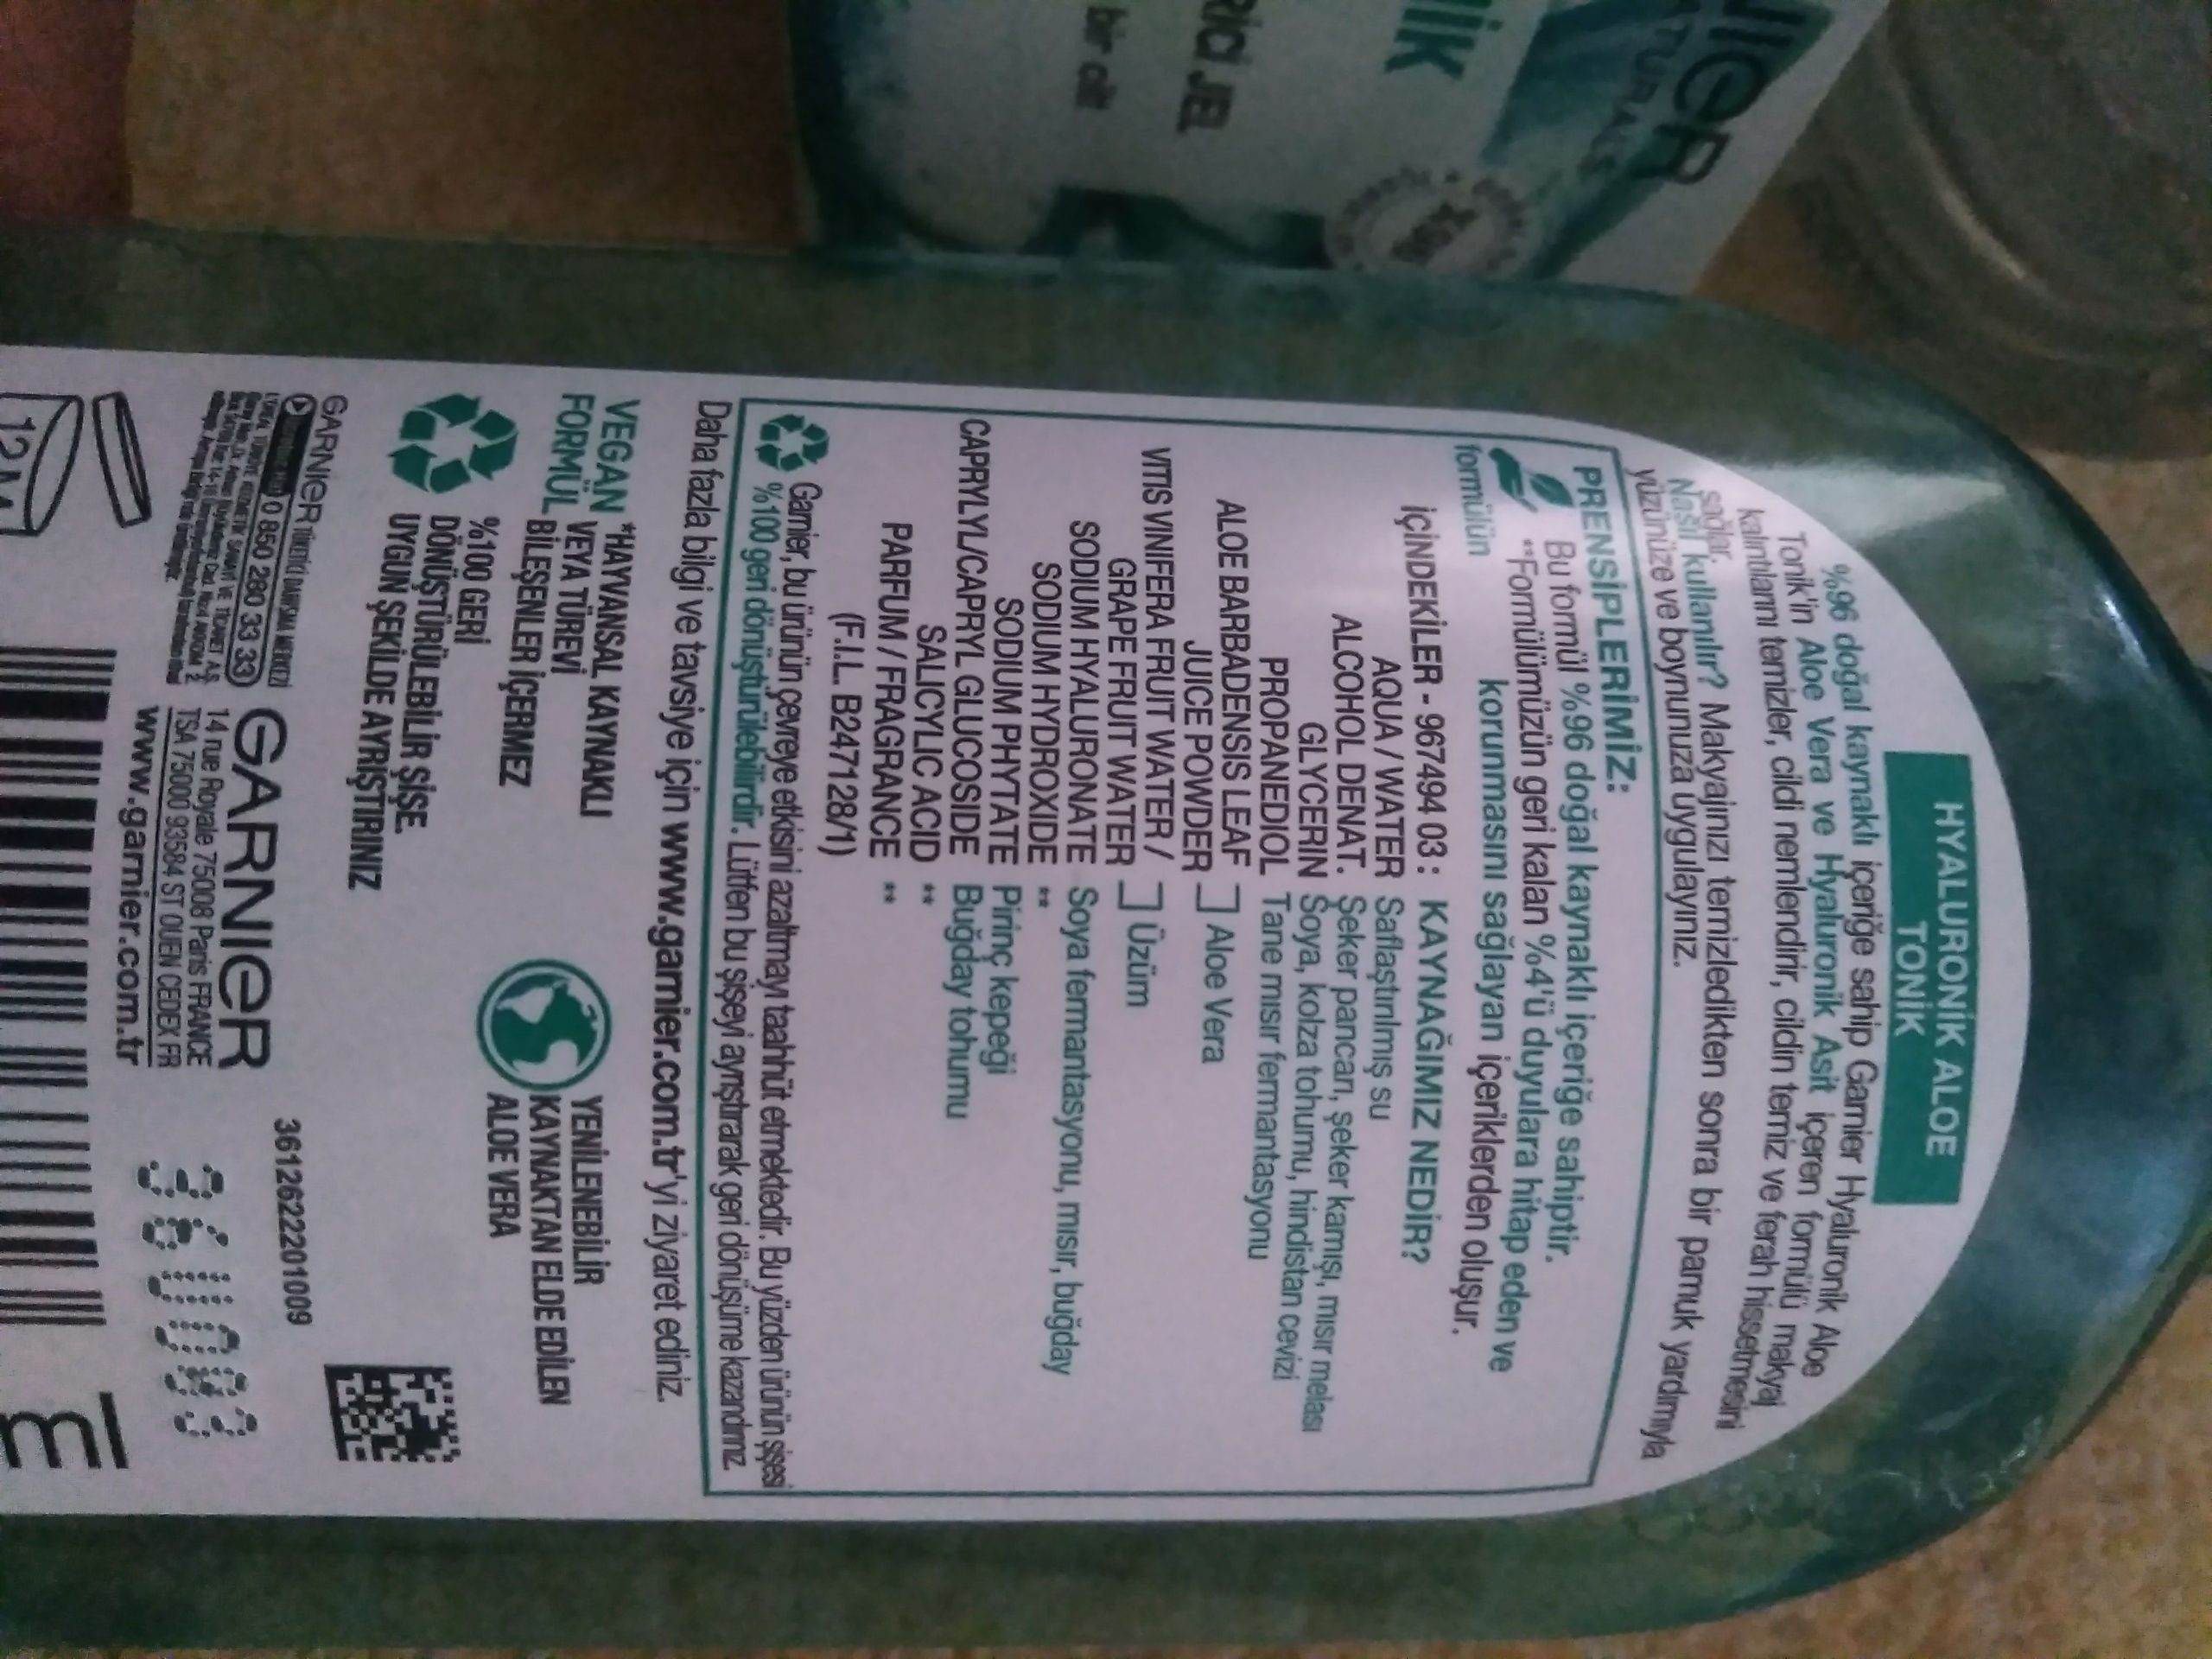 HYALURONİK ALOE
TONİK
%96 doğal kaynaklı içeriğe sahip Garnier Hyaluronik Aloe
Tonik'in Aloe Vera ve Hyaluronik Asit içeren formülü makyaj
kalıntılarını temizler, cildi nemlendirir, cildin temiz ve ferah hissetmesini
sağlar.
Nasıl kullanılır? Makyajınızı temizledikten sonra bir pamuk yardımıyla
yüzünüze ve boynunuza uygulayınız.
PRENSİPLERİMİZ:
Bu formül %96 doğal kaynaklı içeriğe sahiptir.
**Formülümüzün geri kalan %4'ü duyulara hitap eden ve
formülün korunmasını sağlayan içeriklerden oluşur.
İÇİNDEKİLER - 967494 03 : KAYNAĞIMIZ NEDİR?
AQUA / WATER Saflaştırılmış su
ALCOHOL DENAT. Şeker pancarı, şeker kamışı, mısır melası
GLYCERIN Soya, kolza tohumu, hindistan cevizi
PROPANEDIOL Tane mısır fermantasyonu
ALOE BARBADENSIS LEAF
JUICE POWDER Aloe Vera
VITIS VINIFERA FRUIT WATER /
GRAPE FRUIT WATER Üzüm
SODIUM HYALURONATE Soya fermantasyonu, mısır, buğday
SODIUM HYDROXIDE **
SODIUM PHYTATE Pirinç kepeği
CAPRYLYL/CAPRYL GLUCOSIDE Buğday tohumu
SALICYLIC ACID **
PARFUM / FRAGRANCE **
(F.I.L. B247128/1)
Garnier, bu ürünün çevreye etkisini azaltmayı taahhüt etmektedir. Bu yüzden ürünün şişesi
%100 geri dönüştürülebilirdir. Lütfen bu şişeyi ayrıştırarak geri dönüşüme kazandırınız.
Daha fazla bilgi ve tavsiye için www.garnier.com.tr'yi ziyaret ediniz.
VEGAN
FORMÜL
*HAYVANSAL KAYNAKLI
VEYA TÜREVİ
BİLEŞENLER İÇERMEZ
YENİLENEBİLİR
KAYNAKTAN ELDE EDİLEN
ALOE VERA
%100 GERİ
DÖNÜŞTÜRÜLEBİLİR ŞİŞE.
UYGUN ŞEKİLDE AYRIŞTIRINIZ
GARNIER TÜKETİCİ DANIŞMA MERKEZİ
0 850 280 33 33
GARNIER
14 rue Royale 75008 Paris FRANCE
TSA 75000 93584 ST OUEN CEDEX FR
www.garnier.com.tr
3612622201009
12 M
ml
RİCİ JEL
bir cilt